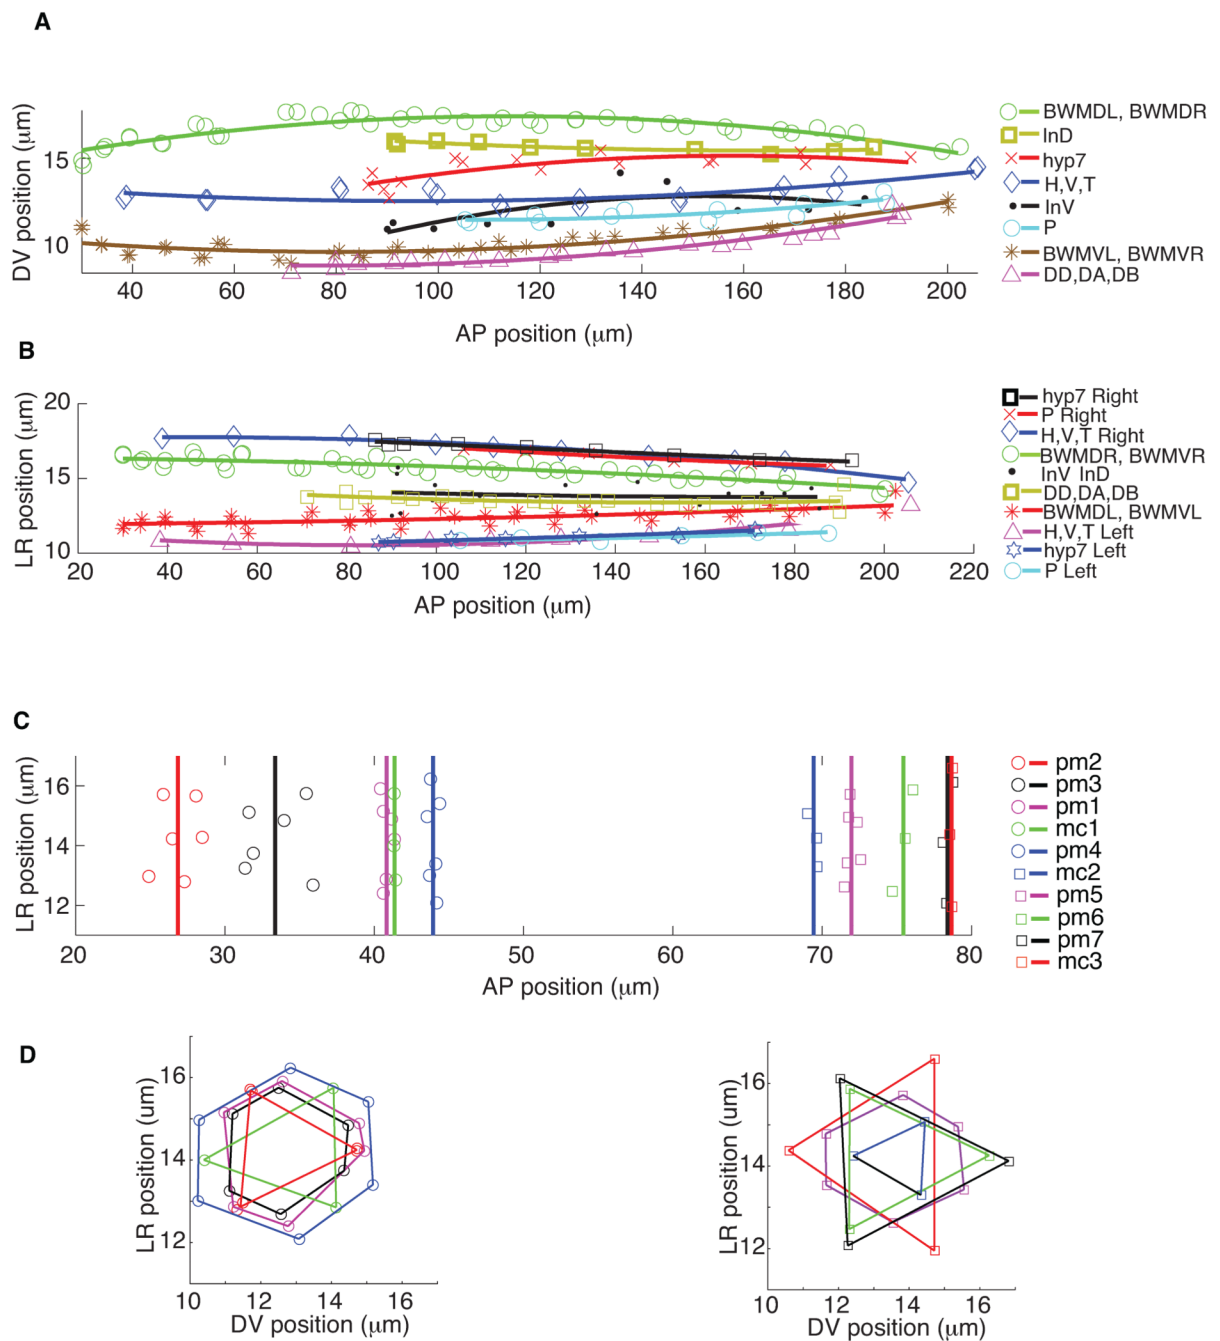 A
DV position (μm)
15
10
40 60 80 100 120 140 160 180 200
AP position (μm)
BWMDL, BWMDR
InD
hyp7
H,V,T
InV
P
BWMVL, BWMVR
DD,DA,DB
B
LR position (μm)
20
15
10
20 40 60 80 100 120 140 160 180 200 220
AP position (μm)
hyp7 Right
P Right
H,V,T Right
BWMDR, BWMVR
InV InD
DD,DA,DB
BWMDL, BWMVL
H,V,T Left
hyp7 Left
P Left
C
LR position (μm)
16
14
12
20 30 40 50 60 70 80
AP position (μm)
pm2
pm3
pm1
mc1
pm4
mc2
pm5
pm6
pm7
mc3
D
LR position (um)
16
14
12
10 12 14 16
DV position (μm)
LR position (um)
16
14
12
10 12 14 16
DV position (μm)